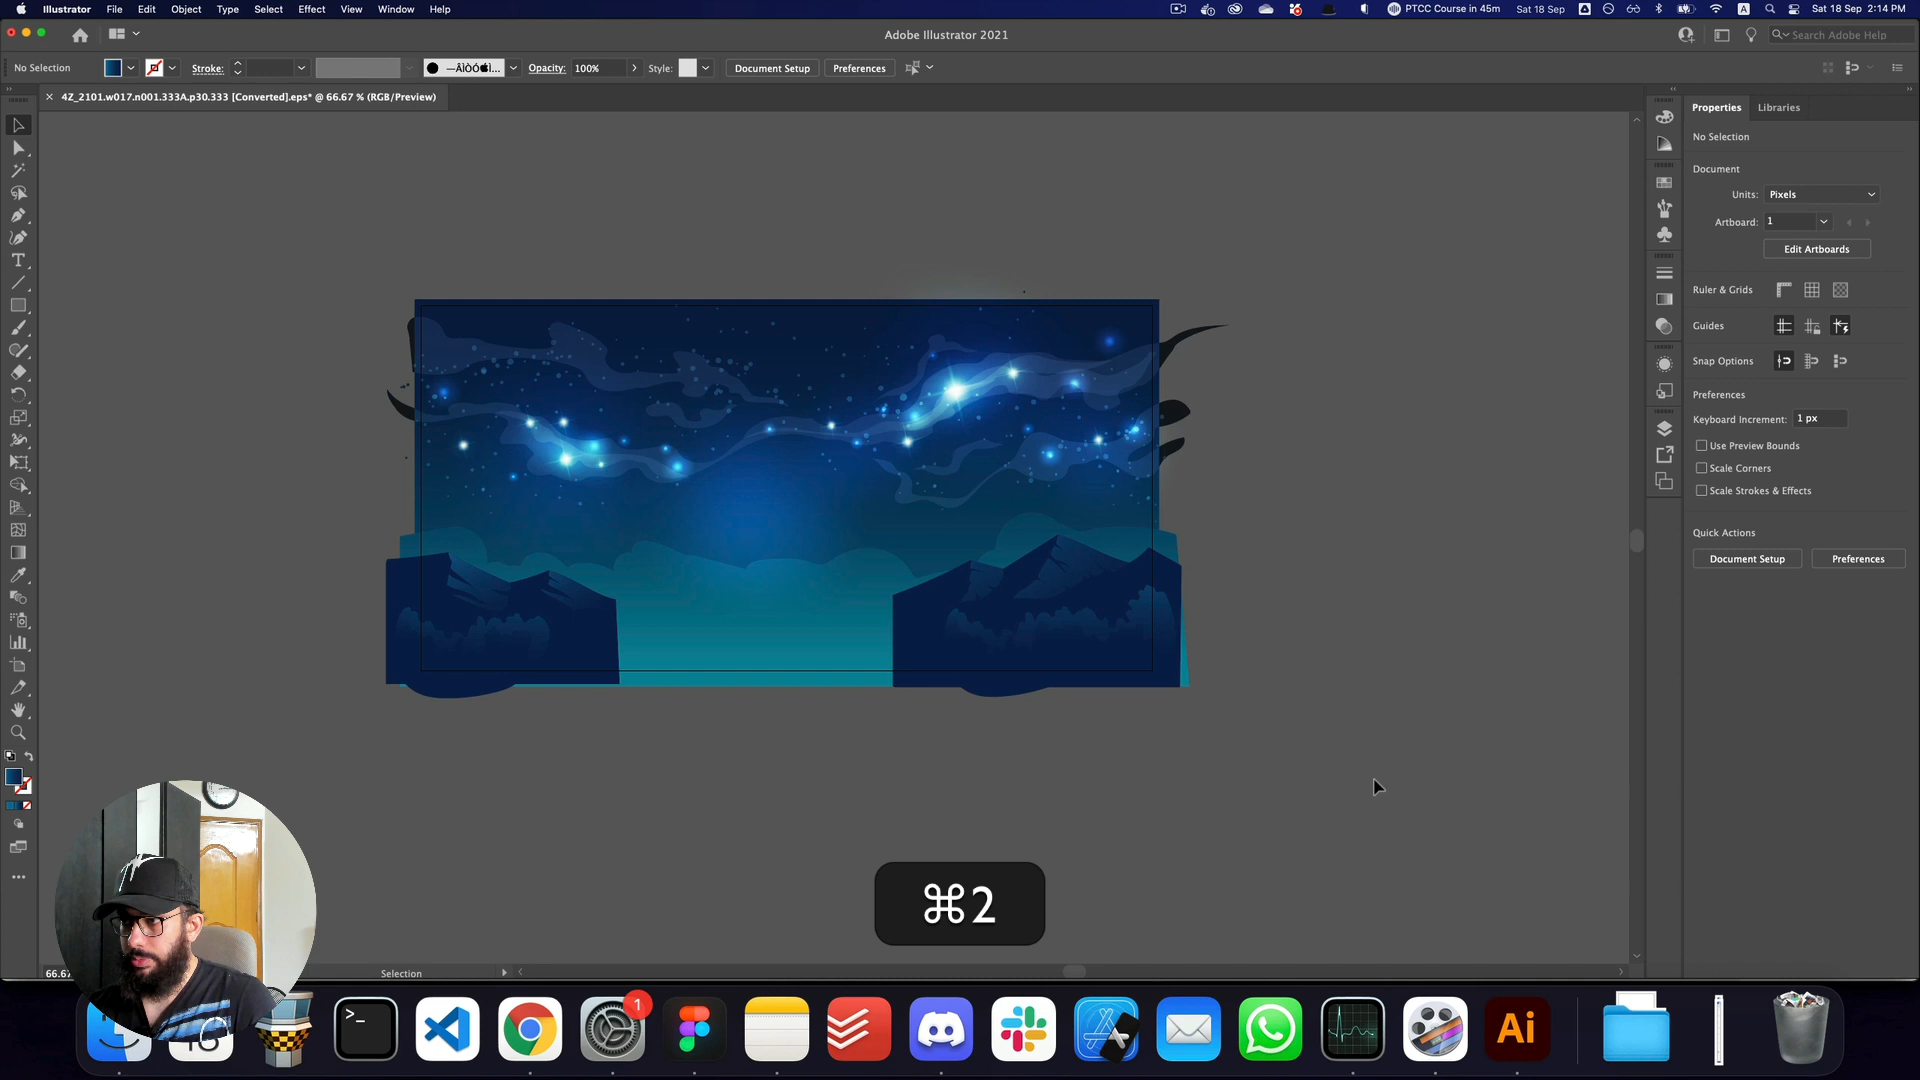 Illustrator File Edit Object Type Select Effect View Window Help
PTCC Course in 45m Sat 18 Sep A A Sat 18 Sep 2:14 PM
Adobe Illustrator 2021
Search Adobe Help
No Selection Stroke: Opacity: 100% Style: Document Setup Preferences
4Z_2101.w017.n001.333A.p30.333 [Converted].eps* @ 66.67 % (RGB/Preview)
Properties Libraries
No Selection
Document
Units: Pixels
Artboard: 1
Edit Artboards
Ruler & Grids
Guides
Snap Options
Preferences
Keyboard Increment: 1 px
Use Preview Bounds
Scale Corners
Scale Strokes & Effects
Quick Actions
Document Setup Preferences
⌘2
66.67
Selection
1
Ai